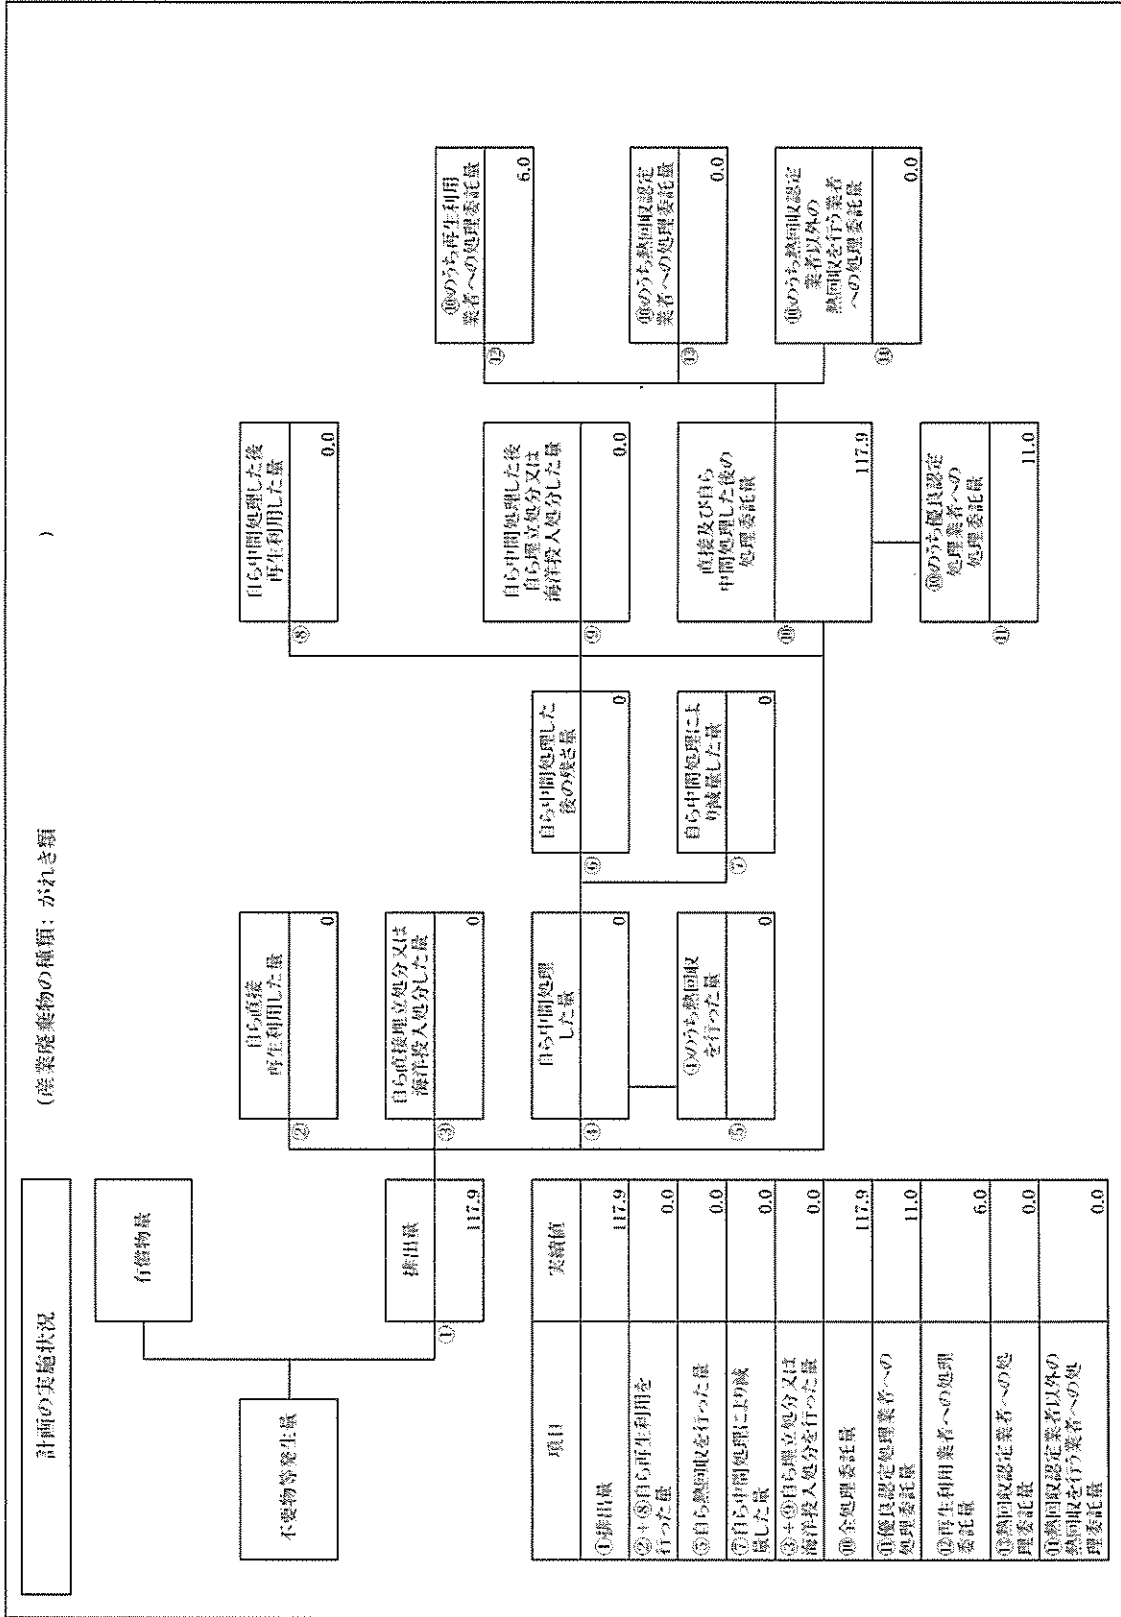 計画の実施状況
(産業廃棄物の種類: がれき類
)
不要物等発生量
有償物量
①
排出量
117.9
②
自ら直接
再生利用した量
0
③
自ら直接埋立処分又は
海洋投入処分した量
0
④
自ら中間処理
した量
0
⑤
④のうち熱回収
を行った量
0
⑥
自ら中間処理した
後の残さ量
0
⑦
自ら中間処理によ
り減量した量
0
⑧
自ら中間処理した後
再生利用した量
0.0
⑨
自ら中間処理した後
自ら埋立処分又は
海洋投入処分した量
0.0
⑩
直接及び自ら
中間処理した後の
処理委託量
117.9
⑪
⑩のうち優良認定
処理業者への
処理委託量
11.0
⑫
⑩のうち再生利用
業者への処理委託量
6.0
⑬
⑩のうち熱回収認定
業者への処理委託量
0.0
⑭
⑩のうち熱回収認定
業者以外の
熱回収を行う業者
への処理委託量
0.0
項目
実績値
①排出量
117.9
②+⑧自ら再生利用を
行った量
0.0
⑤自ら熱回収を行った量
0.0
⑦自ら中間処理により減
量した量
0.0
③+⑨自ら埋立処分又は
海洋投入処分を行った量
0.0
⑩全処理委託量
117.9
⑪優良認定処理業者への
処理委託量
11.0
⑫再生利用業者への処理
委託量
6.0
⑬熱回収認定業者への処
理委託量
0.0
⑭熱回収認定業者以外の
熱回収を行う業者への処
理委託量
0.0